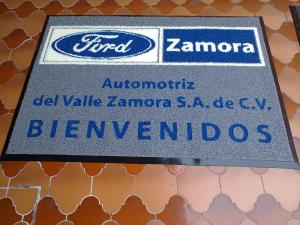 Ford Zamora
Automotriz
del Valle Zamora S.A. de C.V.
BIENVENIDOS